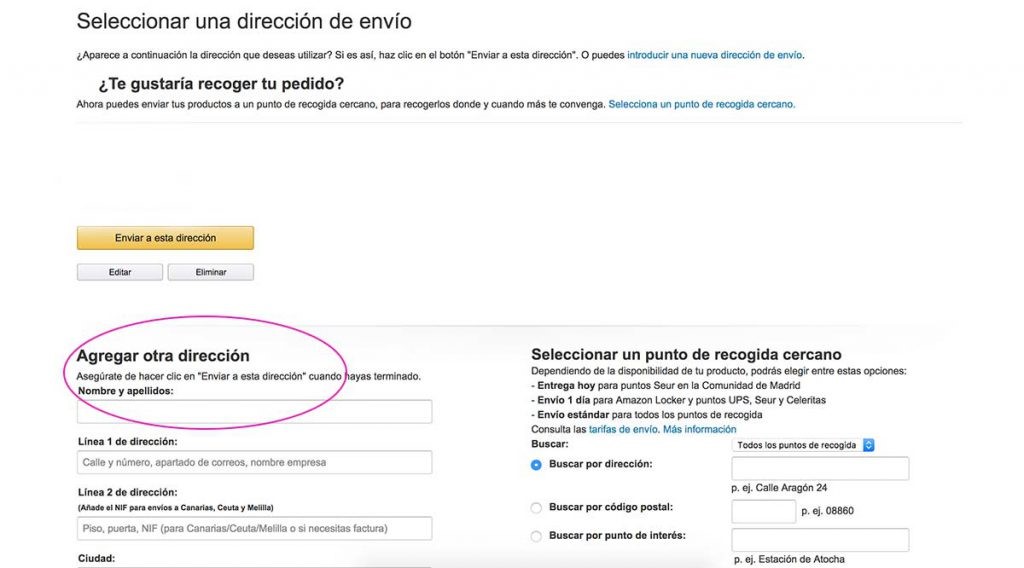 Seleccionar una dirección de envío
¿Aparece a continuación la dirección que deseas utilizar? Si es así, haz clic en el botón "Enviar a esta dirección". O puedes introducir una nueva dirección de envío.
¿Te gustaría recoger tu pedido?
Ahora puedes enviar tus productos a un punto de recogida cercano, para recogerlos donde y cuando más te convenga. Selecciona un punto de recogida cercano.
Enviar a esta dirección
Editar
Eliminar
Agregar otra dirección
Asegúrate de hacer clic en "Enviar a esta dirección" cuando hayas terminado.
Nombre y apellidos:
Línea 1 de dirección:
Calle y número, apartado de correos, nombre empresa
Línea 2 de dirección:
(Añade el NIF para envíos a Canarias, Ceuta y Melilla)
Piso, puerta, NIF (para Canarias/Ceuta/Melilla o si necesitas factura)
Ciudad:
Seleccionar un punto de recogida cercano
Dependiendo de la disponibilidad de tu producto, podrás elegir entre estas opciones:
- Entrega hoy para puntos Seur en la Comunidad de Madrid
- Envío 1 día para Amazon Locker y puntos UPS, Seur y Celeritas
- Envío estándar para todos los puntos de recogida
Consulta las tarifas de envío. Más información
Buscar:
Todos los puntos de recogida
Buscar por dirección:
p. ej. Calle Aragón 24
Buscar por código postal:
p. ej. 08860
Buscar por punto de interés:
p. ej. Estación de Atocha